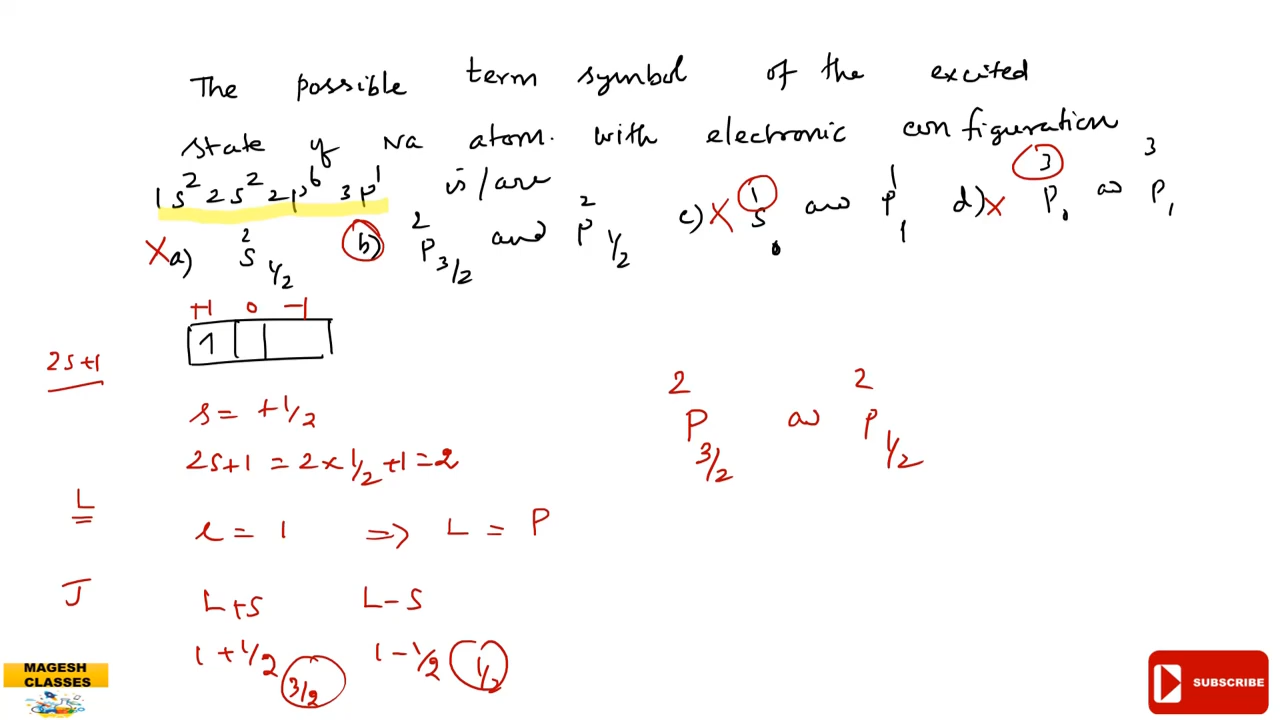 The possible term symbol of the excited
state of Na atom. with electronic configuration
1s² 2s² 2p⁶ 3p¹ is/are
X a) ²S₁/₂ b) ²P₃/₂ and ²P₁/₂ c) X ¹S₀ and ¹P₁ d) X ³P₀ and ³P₁
+1 0 -1
1
2s+1
s = +1/2
2s+1 = 2 × 1/2 + 1 = 2
L
l = 1 => L = P
J
L+S L-S
1 + 1/2 3/2 1 - 1/2 1/2
²P₃/₂ and ²P₁/₂
MAGESH
CLASSES
SUBSCRIBE